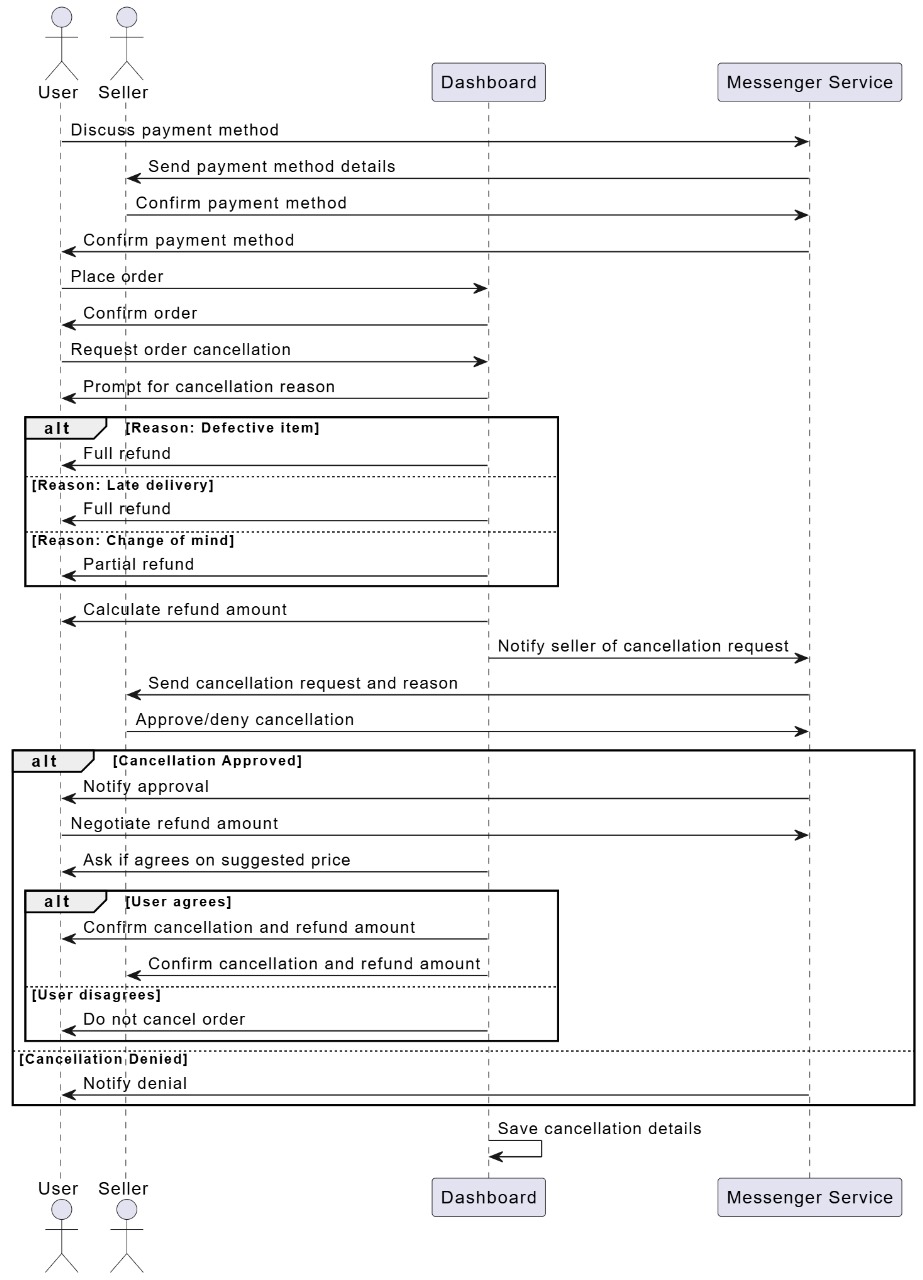 User Seller Dashboard Messenger Service
Discuss payment method
Send payment method details
Confirm payment method
Confirm payment method
Place order
Confirm order
Request order cancellation
Prompt for cancellation reason
alt [Reason: Defective item]
Full refund
[Reason: Late delivery]
Full refund
[Reason: Change of mind]
Partial refund
Calculate refund amount
Notify seller of cancellation request
Send cancellation request and reason
Approve/deny cancellation
alt [Cancellation Approved]
Notify approval
Negotiate refund amount
Ask if agrees on suggested price
alt [User agrees]
Confirm cancellation and refund amount
Confirm cancellation and refund amount
[User disagrees]
Do not cancel order
[Cancellation Denied]
Notify denial
Save cancellation details
User Seller Dashboard Messenger Service